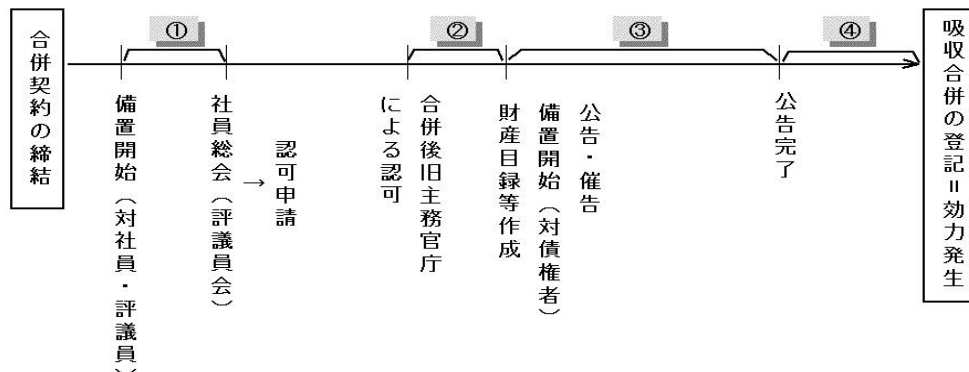 合併契約の締結
①
②
③
④
備置開始（対社員・評議員）
社員総会（評議員会）
→
認可申請
合併後旧主務官庁
による認可
財産目録等作成
備置開始（対債権者）
公告・催告
公告完了
吸収合併の登記＝効力発生